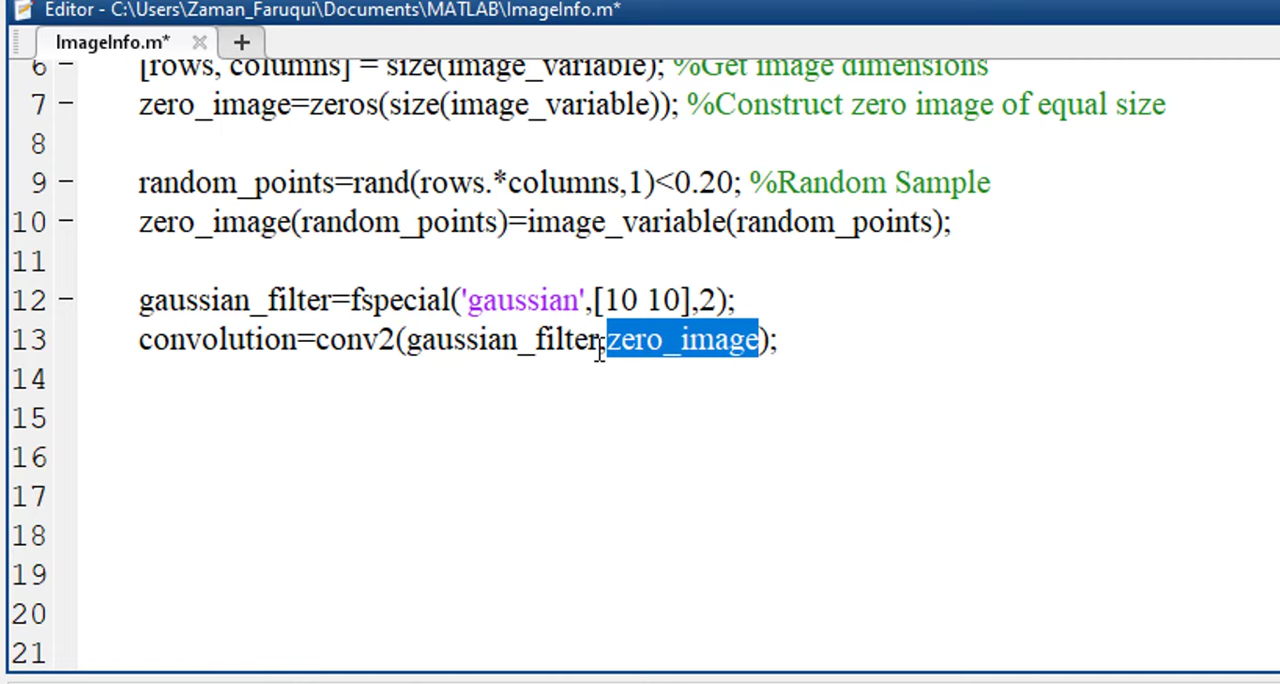 Editor - C:\Users\Zaman_Faruqui\Documents\MATLAB\ImageInfo.m*
ImageInfo.m* × +
6 – [rows, columns] = size(image_variable); %Get image dimensions
7 – zero_image=zeros(size(image_variable)); %Construct zero image of equal size
8
9 – random_points=rand(rows.*columns,1)<0.20; %Random Sample
10 – zero_image(random_points)=image_variable(random_points);
11
12 – gaussian_filter=fspecial('gaussian',[10 10],2);
13 convolution=conv2(gaussian_filter,zero_image);
14
15
16
17
18
19
20
21